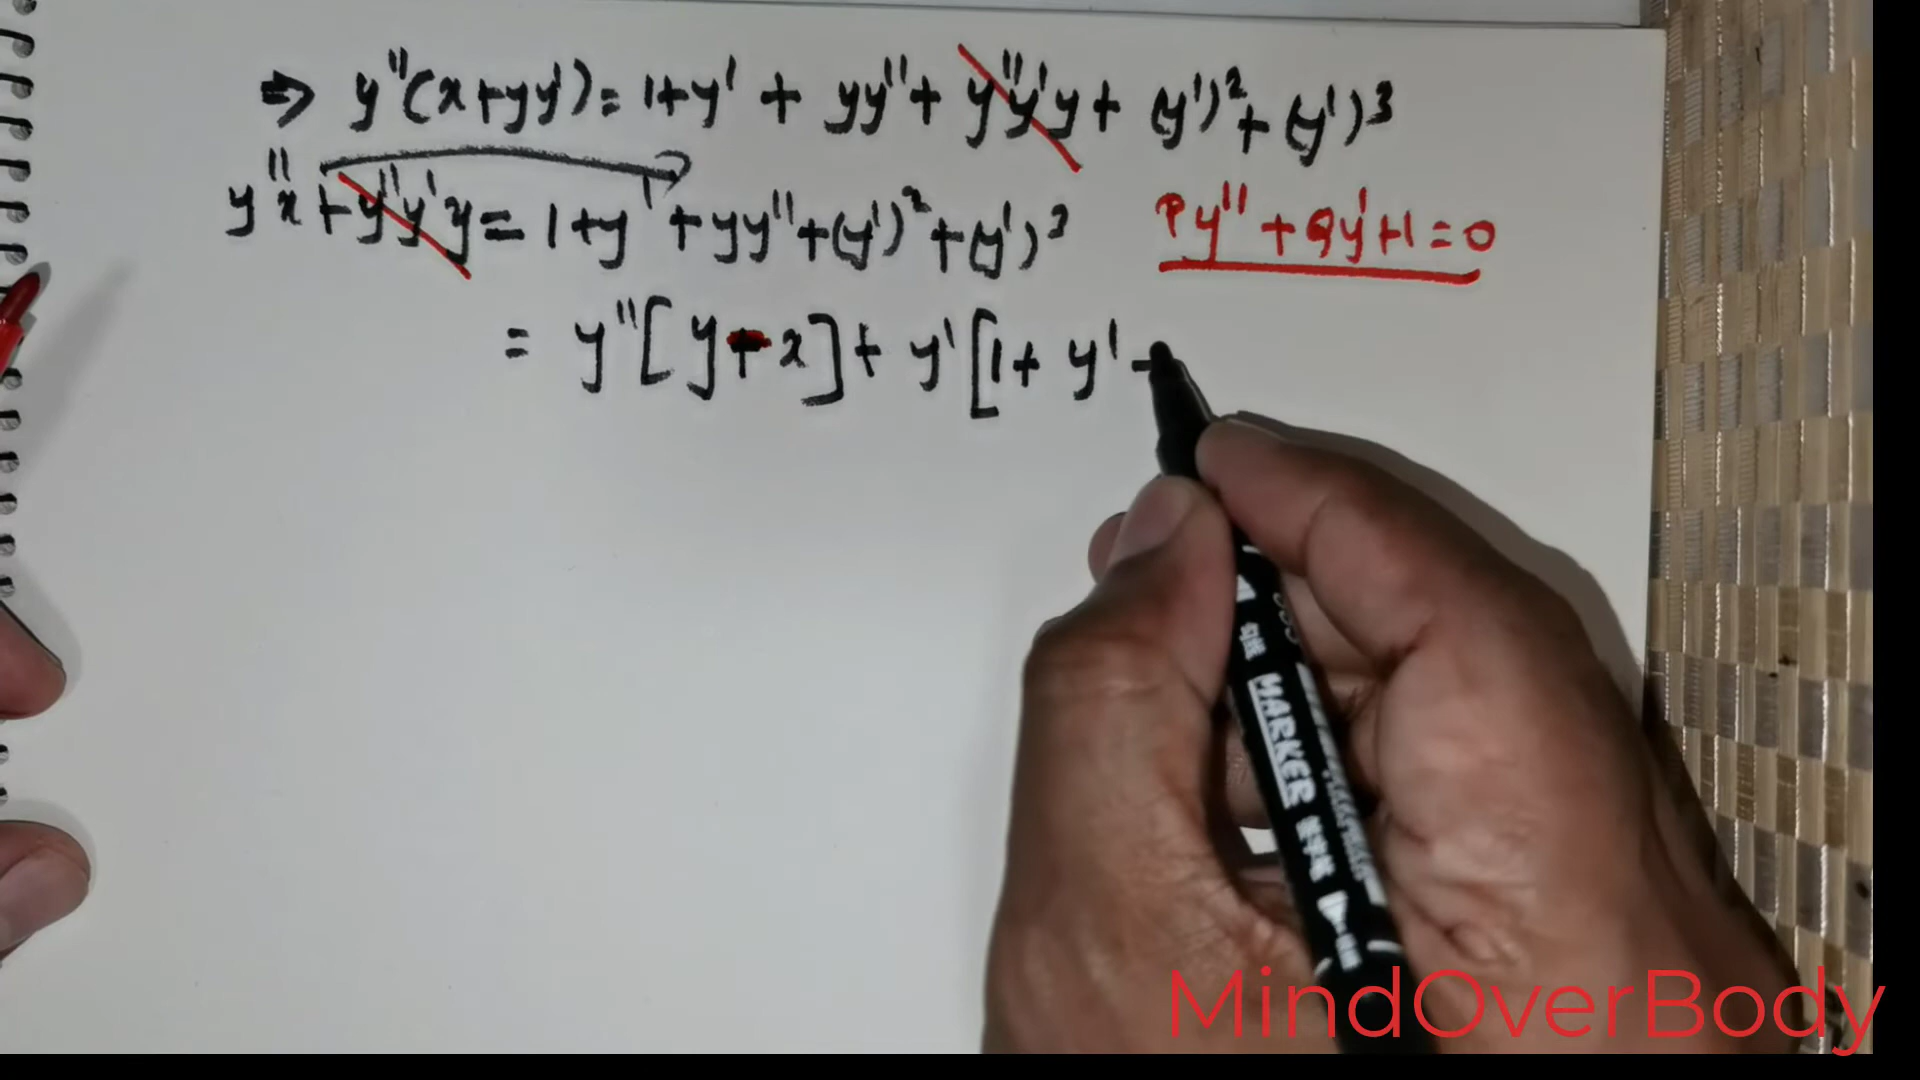 ⇒ y''(x+yy') = 1+y' + yy'' + y''y'y + (y')² + (y')³
y''x + y''y'y = 1+y' + yy'' + (y')² + (y')³
Py'' + Qy' + 1 = 0
= y''[y - x] + y'[1 + y' -
MARKER
MindOverBody